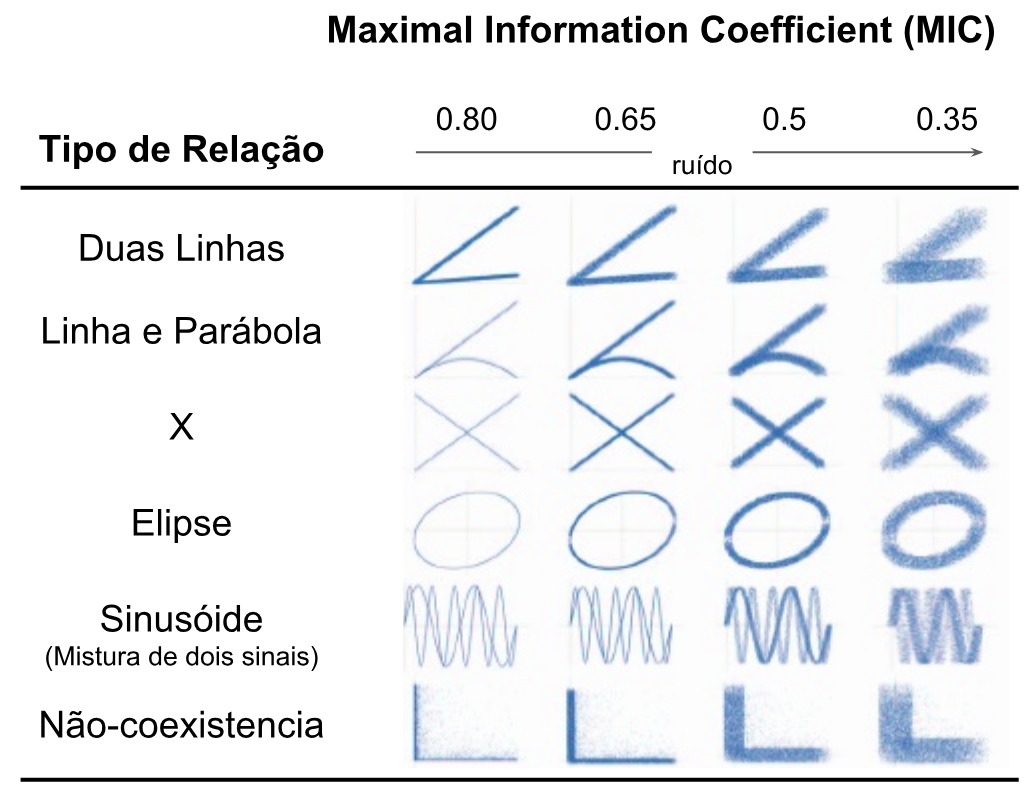 Maximal Information Coefficient (MIC)
0.80 0.65 0.5 0.35
Tipo de Relação
ruído
Duas Linhas
Linha e Parábola
X
Elipse
Sinusóide
(Mistura de dois sinais)
Não-coexistencia